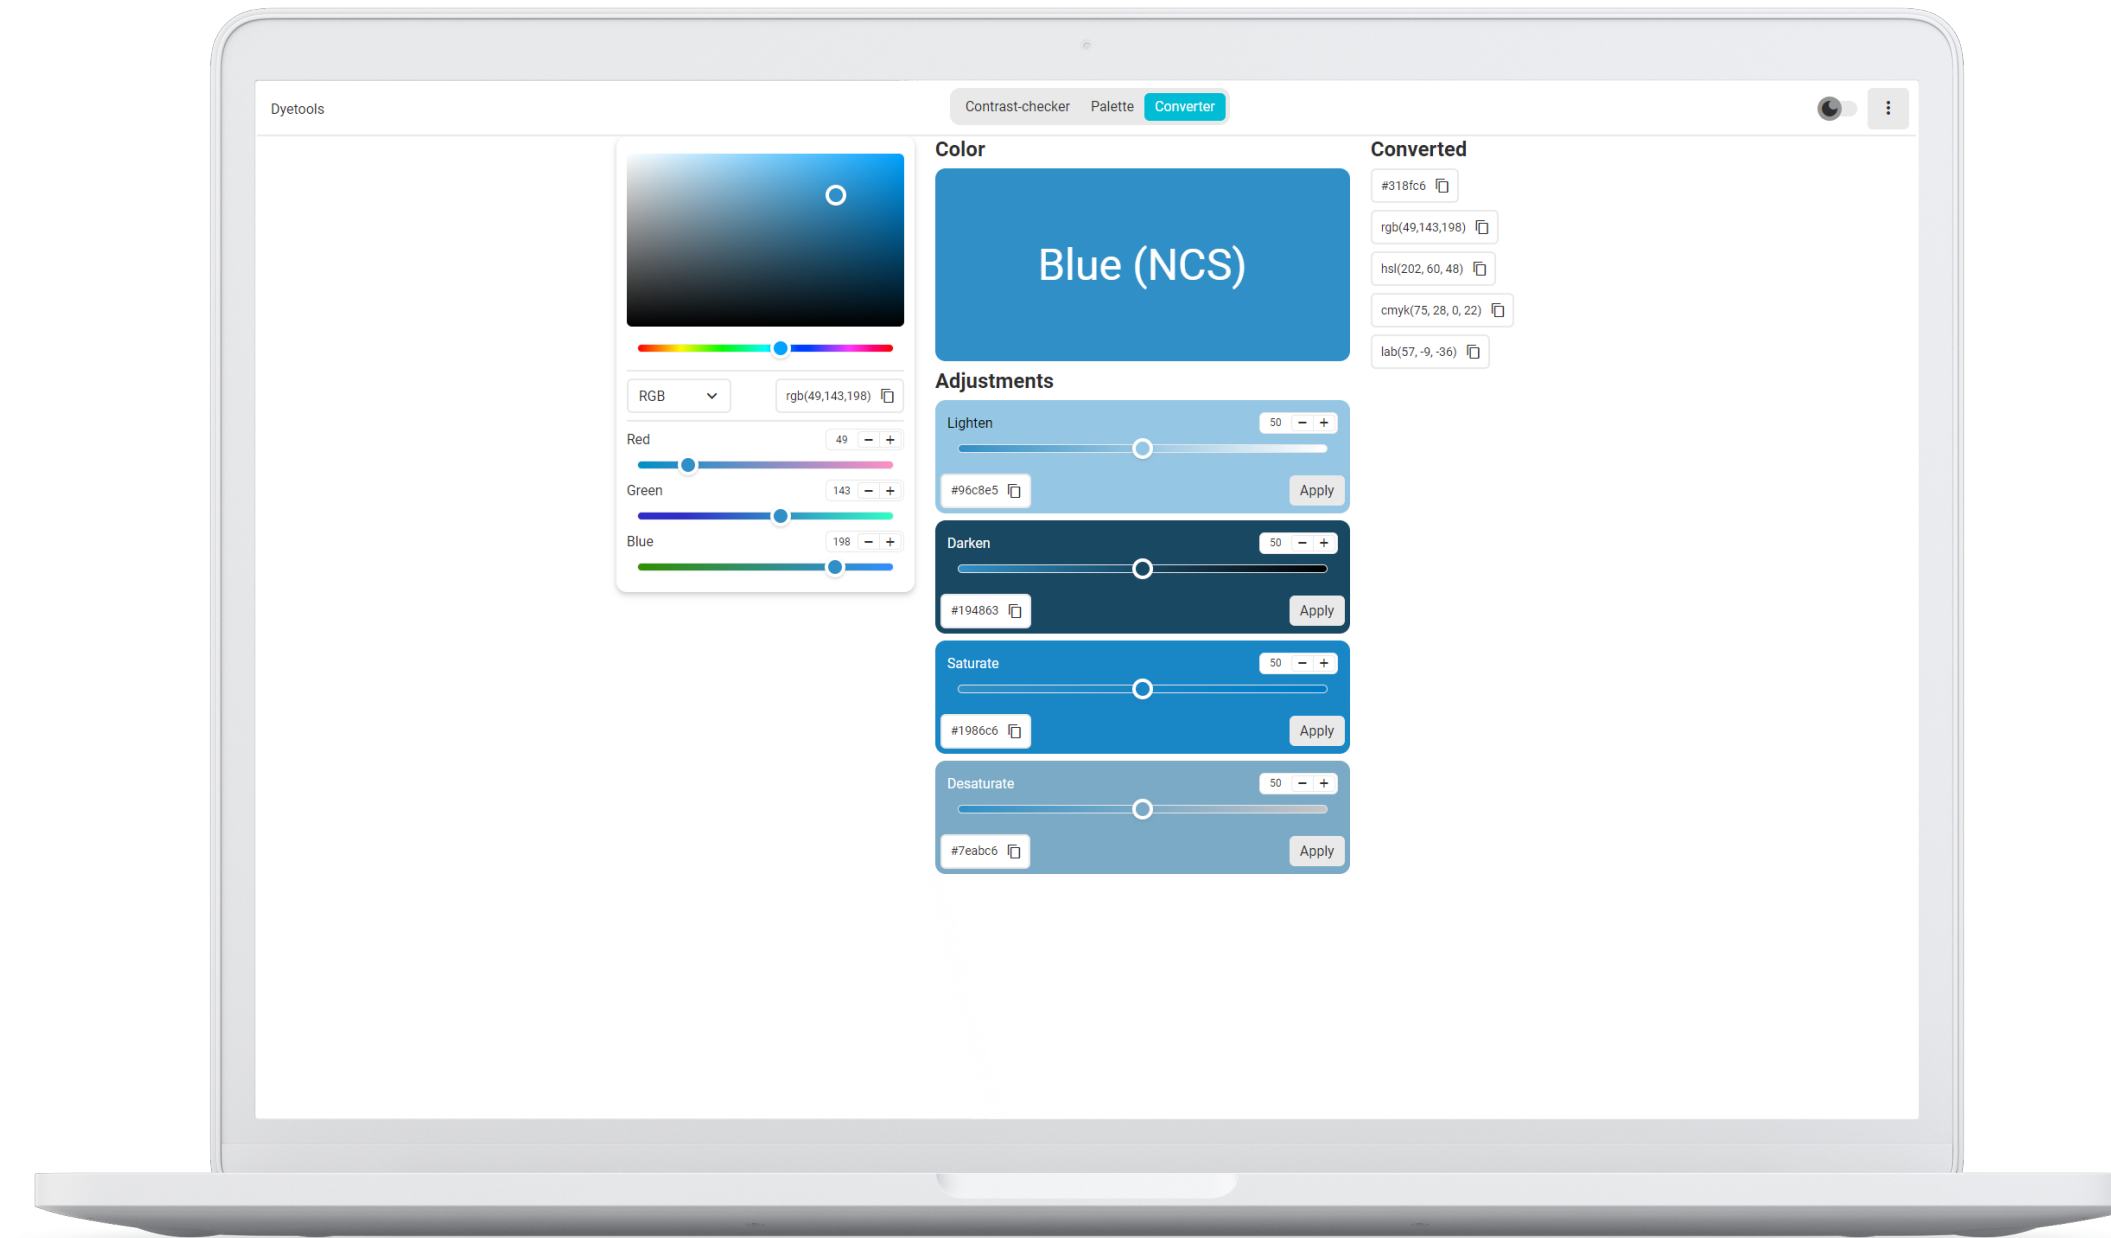 Dyetools
Contrast-checker Palette Converter
RGB
rgb(49,143,198)
Red 49 − +
Green 143 − +
Blue 198 − +
Color
Blue (NCS)
Adjustments
Lighten 50 − +
#96c8e5 Apply
Darken 50 − +
#194863 Apply
Saturate 50 − +
#1986c6 Apply
Desaturate 50 − +
#7eabc6 Apply
Converted
#318fc6
rgb(49,143,198)
hsl(202, 60, 48)
cmyk(75, 28, 0, 22)
lab(57, -9, -36)